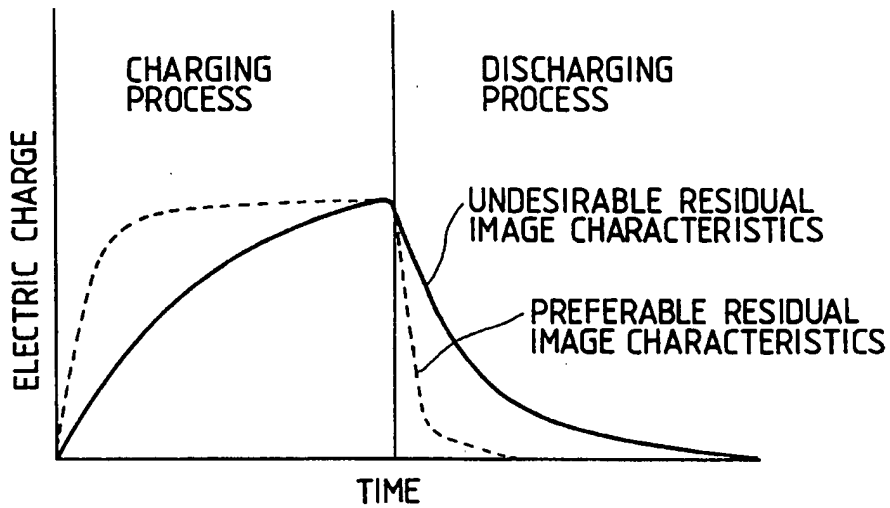 CHARGING
PROCESS
DISCHARGING
PROCESS
ELECTRIC CHARGE
UNDESIRABLE RESIDUAL
IMAGE CHARACTERISTICS
PREFERABLE RESIDUAL
IMAGE CHARACTERISTICS
TIME